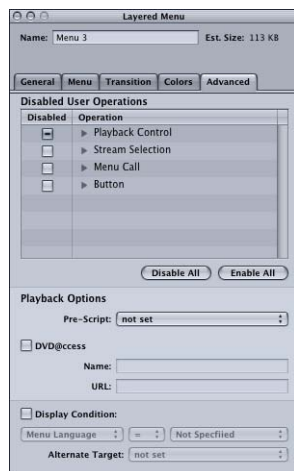 Layered Menu
Name: Menu 3 Est. Size: 113 KB
General Menu Transition Colors Advanced
Disabled User Operations
Disabled Operation
Playback Control
Stream Selection
Menu Call
Button
Disable All Enable All
Playback Options
Pre-Script: not set
DVD@ccess
Name:
URL:
Display Condition:
Menu Language = Not Specfiied
Alternate Target: not set